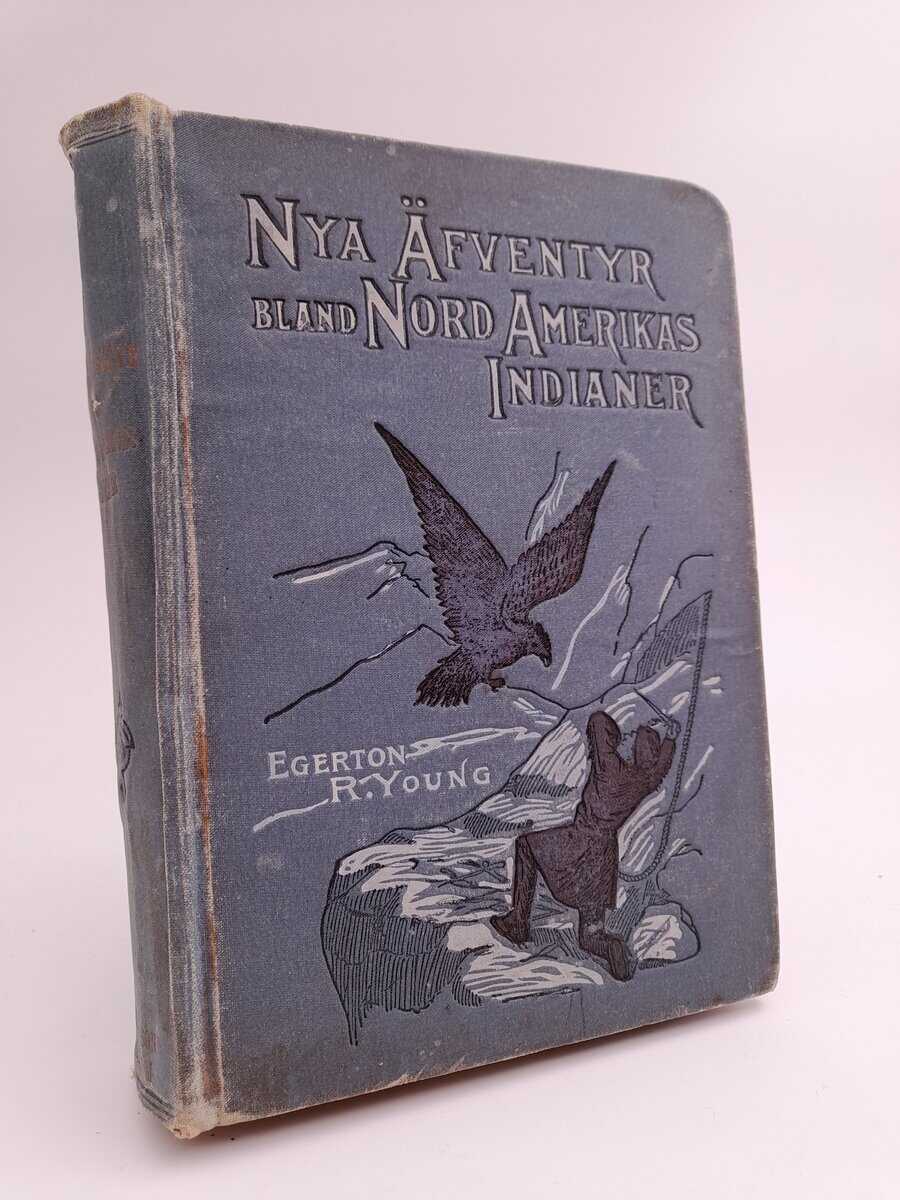 NYA ÄFVENTYR
BLAND NORD AMERIKAS
INDIANER
EGERTON
R. YOUNG